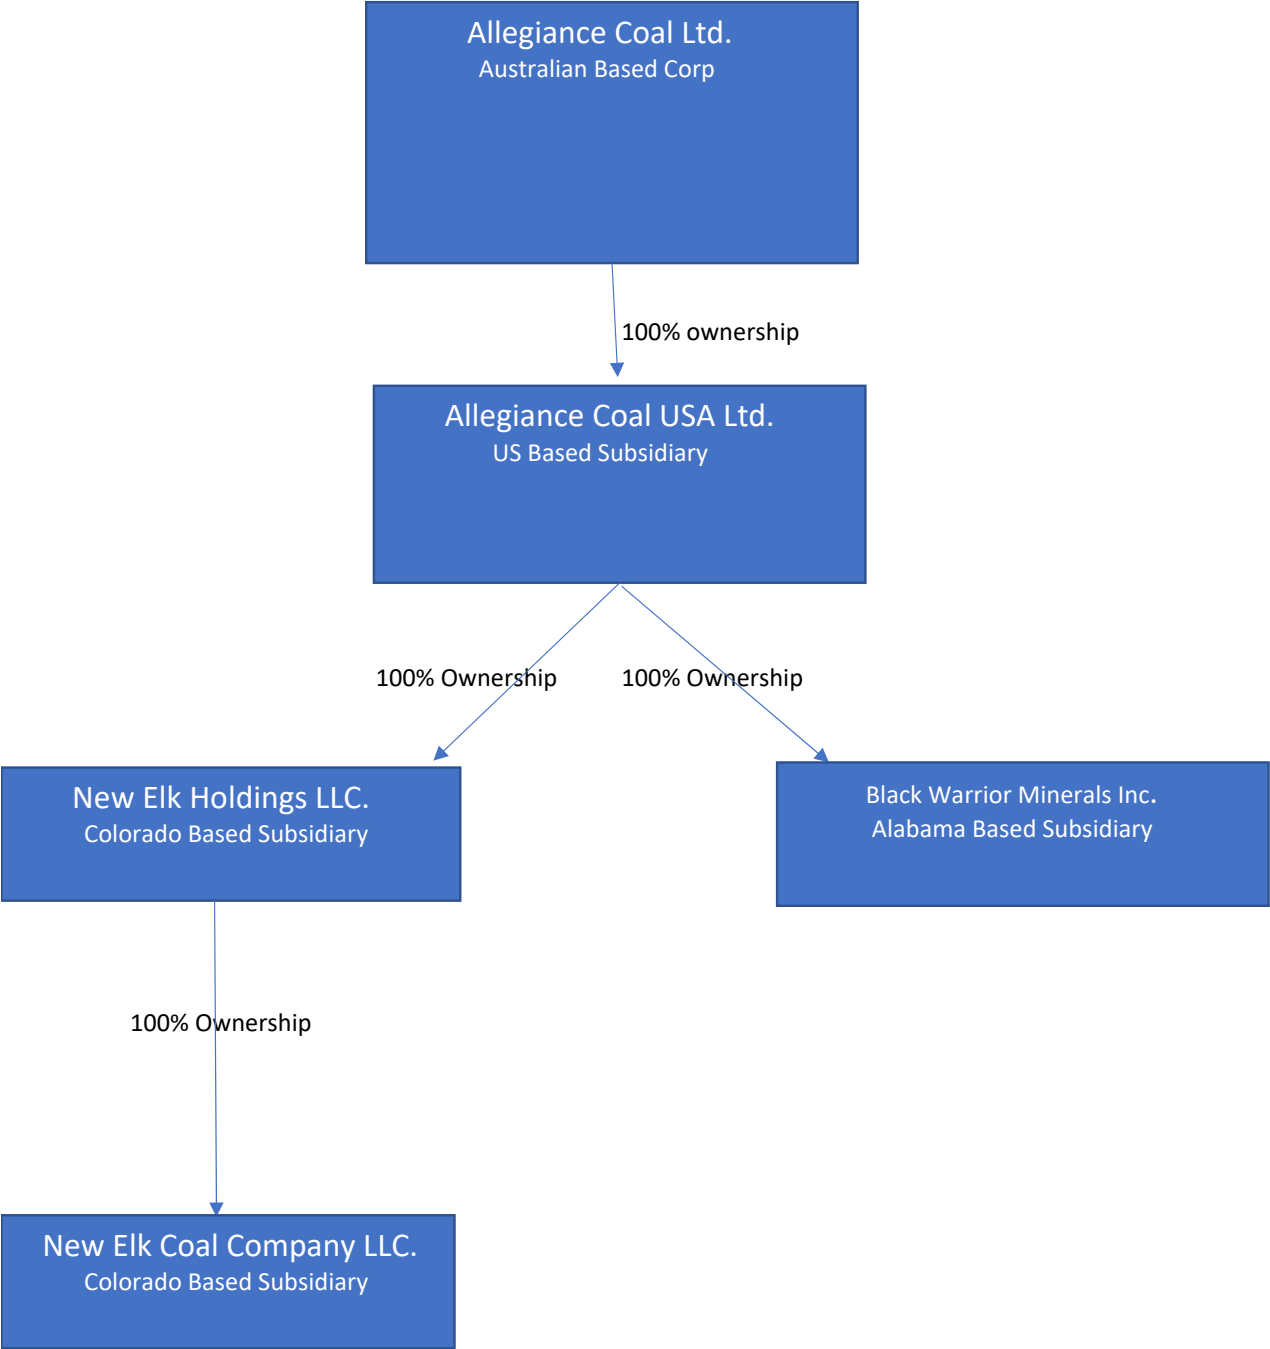 Allegiance Coal Ltd.
Australian Based Corp
100% ownership
Allegiance Coal USA Ltd.
US Based Subsidiary
100% Ownership
100% Ownership
New Elk Holdings LLC.
Colorado Based Subsidiary
Black Warrior Minerals Inc.
Alabama Based Subsidiary
100% Ownership
New Elk Coal Company LLC.
Colorado Based Subsidiary